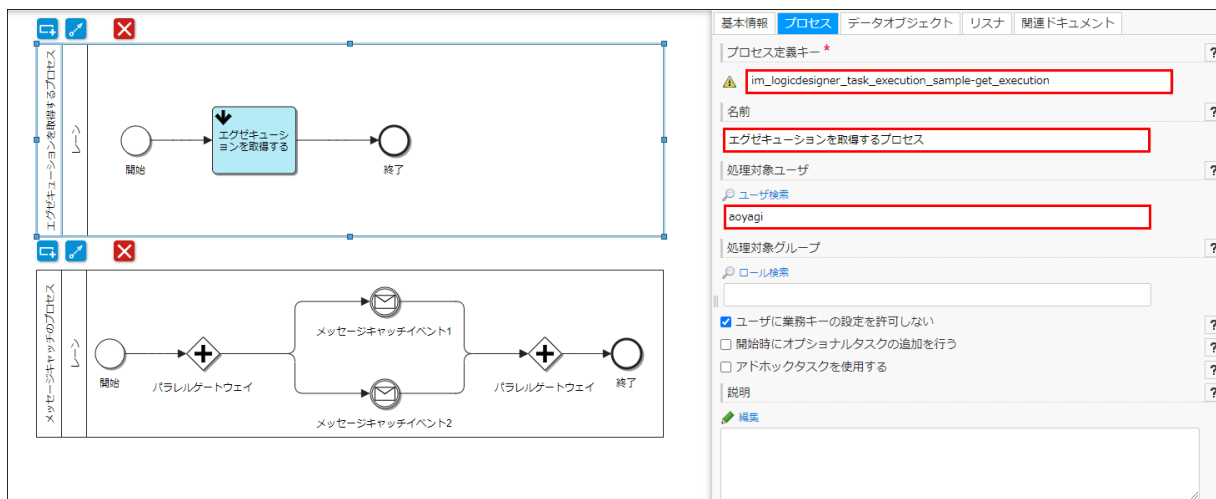 エグゼキューションを取得するプロセス
レーン
開始
エグゼキューシ
ョンを取得する
終了
メッセージキャッチのプロセス
レーン
開始
パラレルゲートウェイ
メッセージキャッチイベント1
メッセージキャッチイベント2
パラレルゲートウェイ
終了
基本情報 プロセス データオブジェクト リスナ 関連ドキュメント
プロセス定義キー *
?
im_logicdesigner_task_execution_sample-get_execution
名前
?
エグゼキューションを取得するプロセス
処理対象ユーザ
?
ユーザ検索
aoyagi
処理対象グループ
?
ロール検索
ユーザに業務キーの設定を許可しない
?
開始時にオプショナルタスクの追加を行う
?
アドホックタスクを使用する
?
説明
?
編集